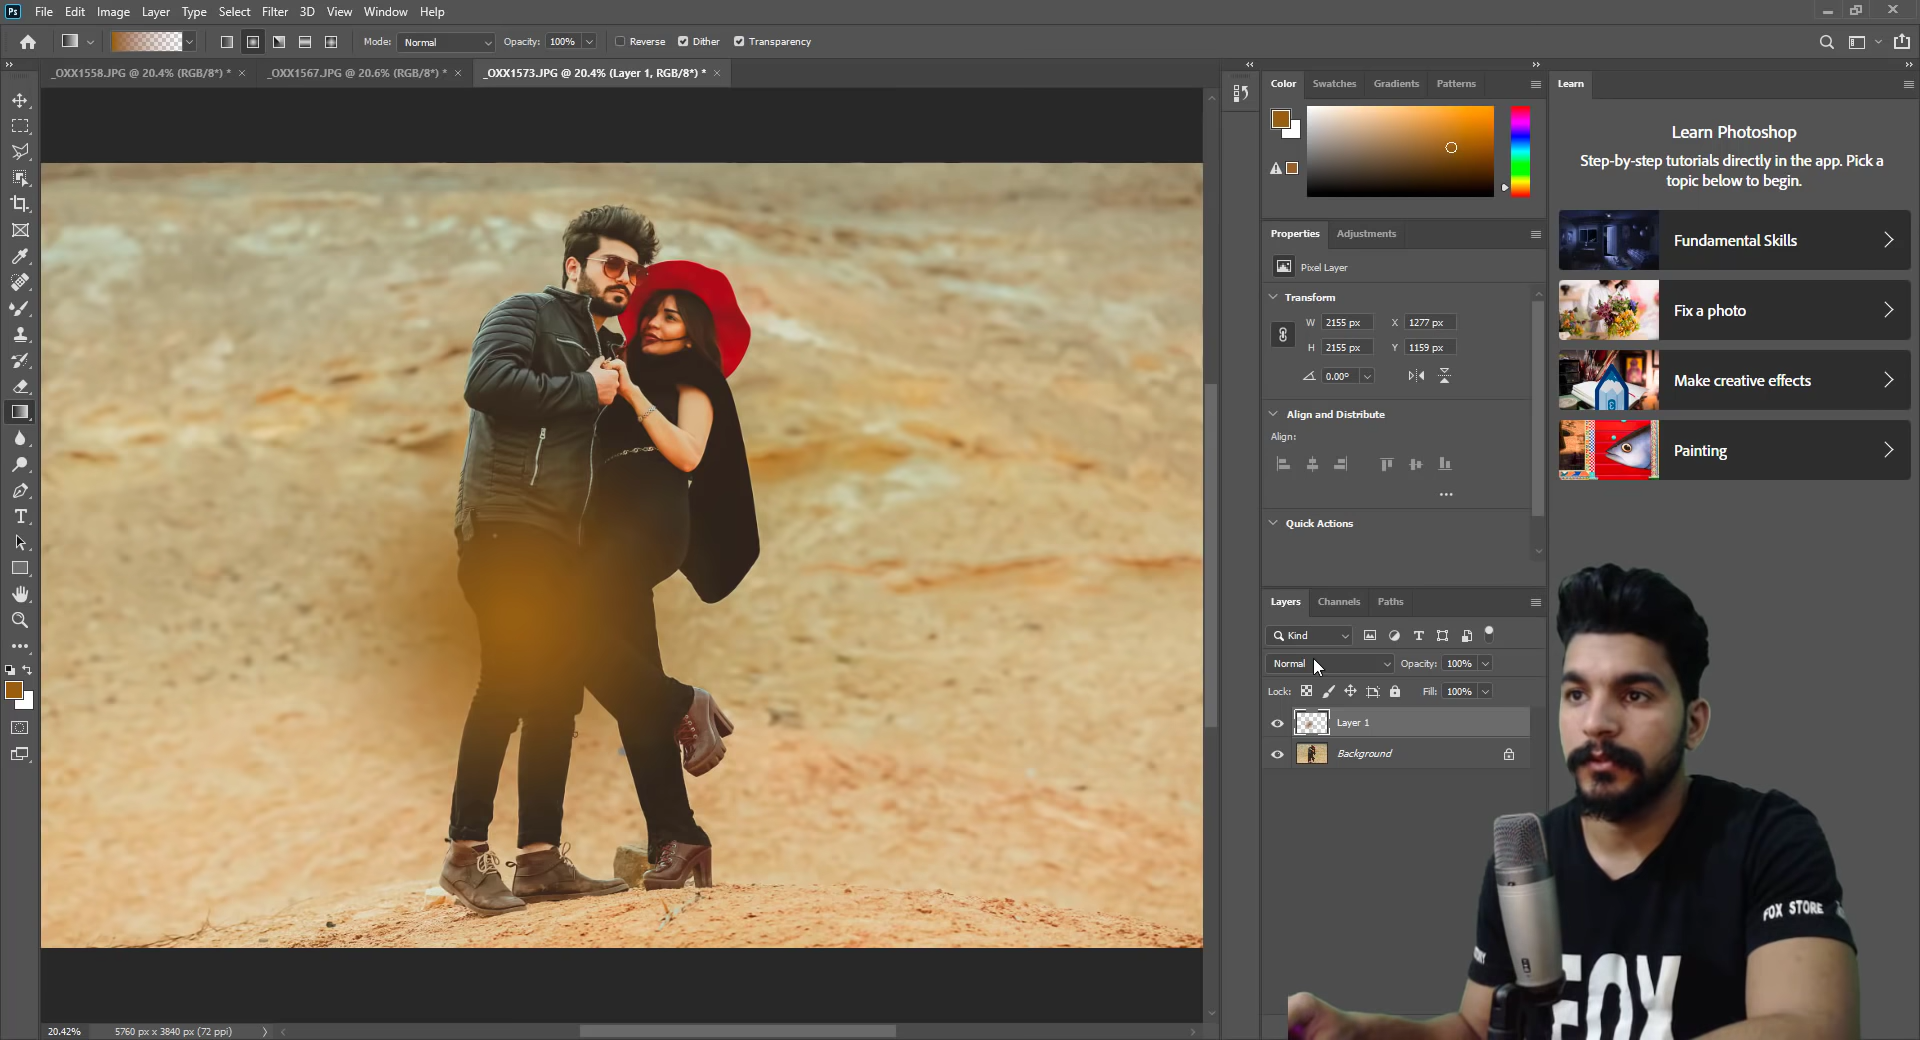 Ps File Edit Image Layer Type Select Filter 3D View Window Help
Mode: Normal Opacity: 100% Reverse Dither Transparency
_OXX1558.JPG @ 20.4% (RGB/8*) * _OXX1567.JPG @ 20.6% (RGB/8*) * _OXX1573.JPG @ 20.4% (Layer 1, RGB/8*) *
Color Swatches Gradients Patterns
Learn
Learn Photoshop
Step-by-step tutorials directly in the app. Pick a
topic below to begin.
Fundamental Skills
Fix a photo
Make creative effects
Painting
Properties Adjustments
Pixel Layer
Transform
W 2155 px X 1277 px
H 2155 px Y 1159 px
0.00°
Align and Distribute
Align:
Quick Actions
Layers Channels Paths
Kind
Normal Opacity: 100%
Lock: Fill: 100%
Layer 1
Background
20.42% 5760 px x 3840 px (72 ppi)
FOX STORE
FOX